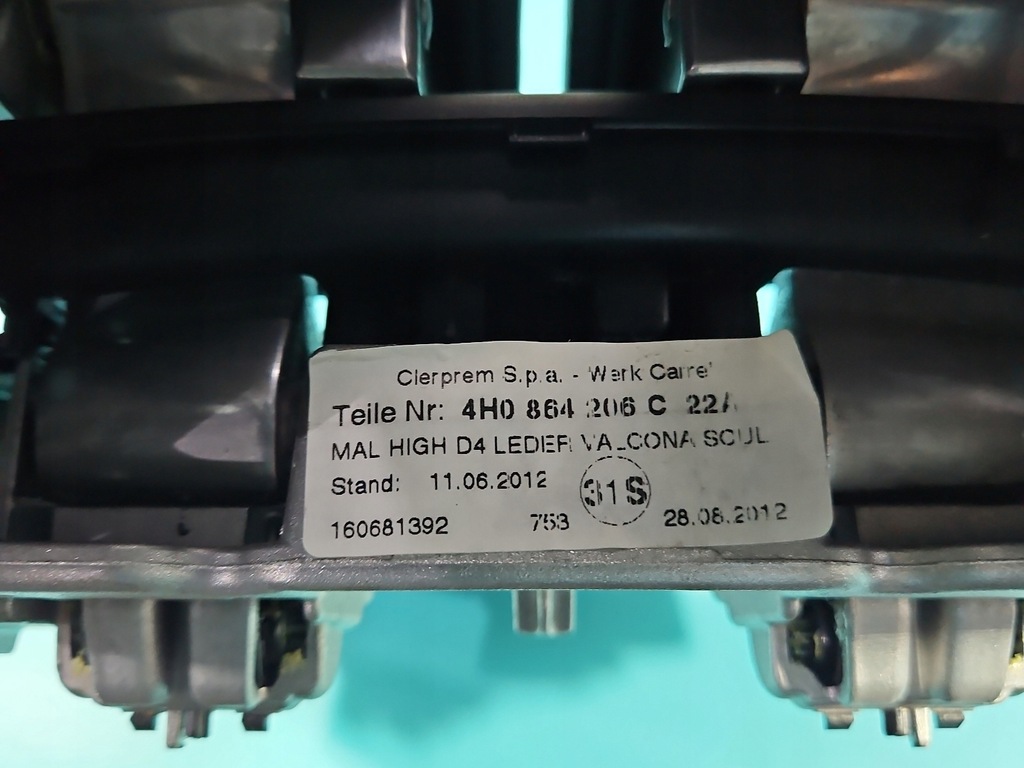 Clerprem S.p.a. - Werk Carre'
Teile Nr: 4H0 864 206 C 22A
MAL HIGH D4 LEDER VALCONA SOUL
Stand: 11.06.2012
31S
160681392 753 28.08.2012